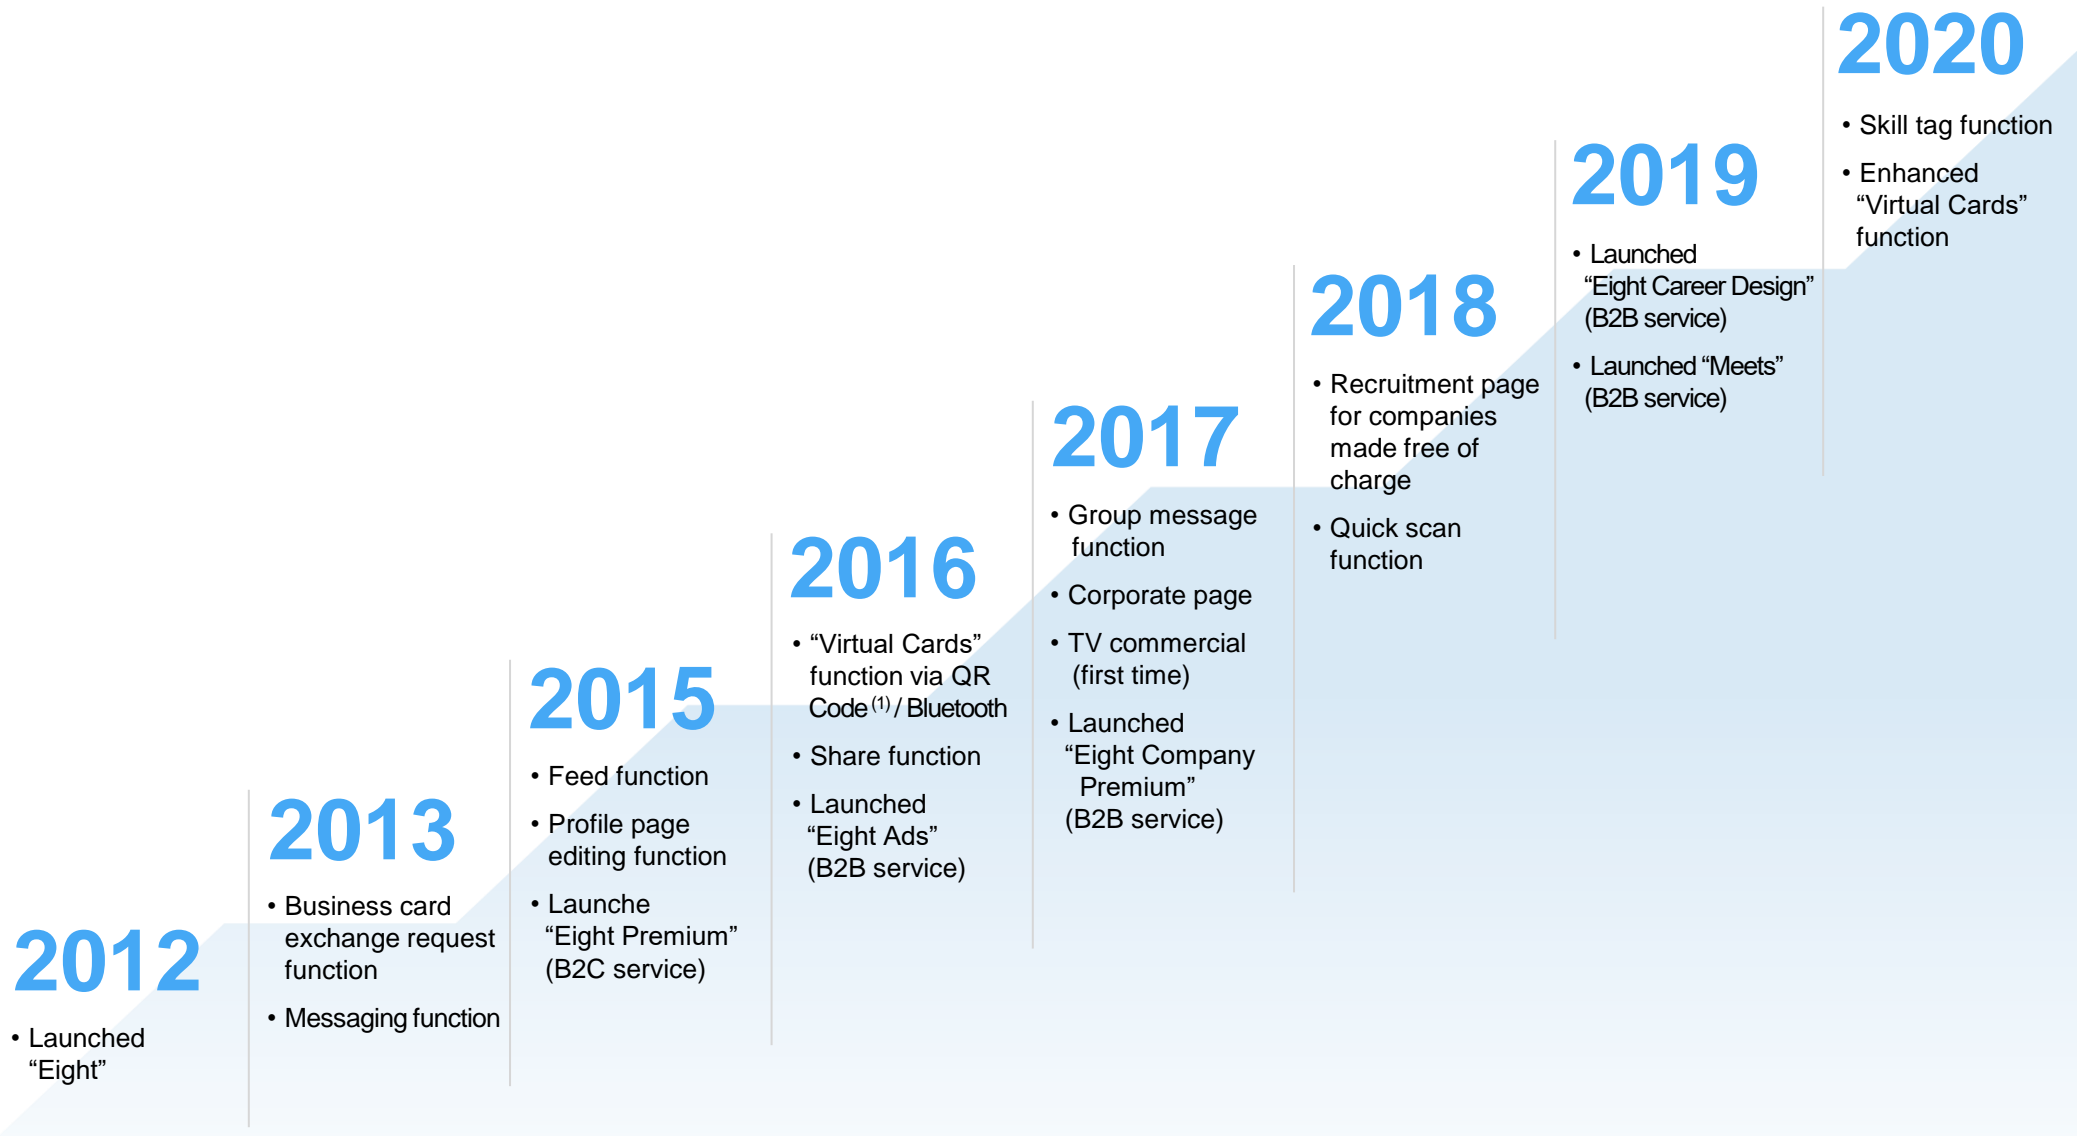 2012
• Launched
“Eight”
2013
• Business card
exchange request
function
• Messaging function
2015
• Feed function
• Profile page
editing function
• Launche
“Eight Premium”
(B2C service)
2016
• “Virtual Cards”
function via QR
Code (1) / Bluetooth
• Share function
• Launched
“Eight Ads”
(B2B service)
2017
• Group message
function
• Corporate page
• TV commercial
(first time)
• Launched
“Eight Company
Premium”
(B2B service)
2018
• Recruitment page
for companies
made free of
charge
• Quick scan
function
2019
• Launched
“Eight Career Design”
(B2B service)
• Launched “Meets”
(B2B service)
2020
• Skill tag function
• Enhanced
“Virtual Cards”
function